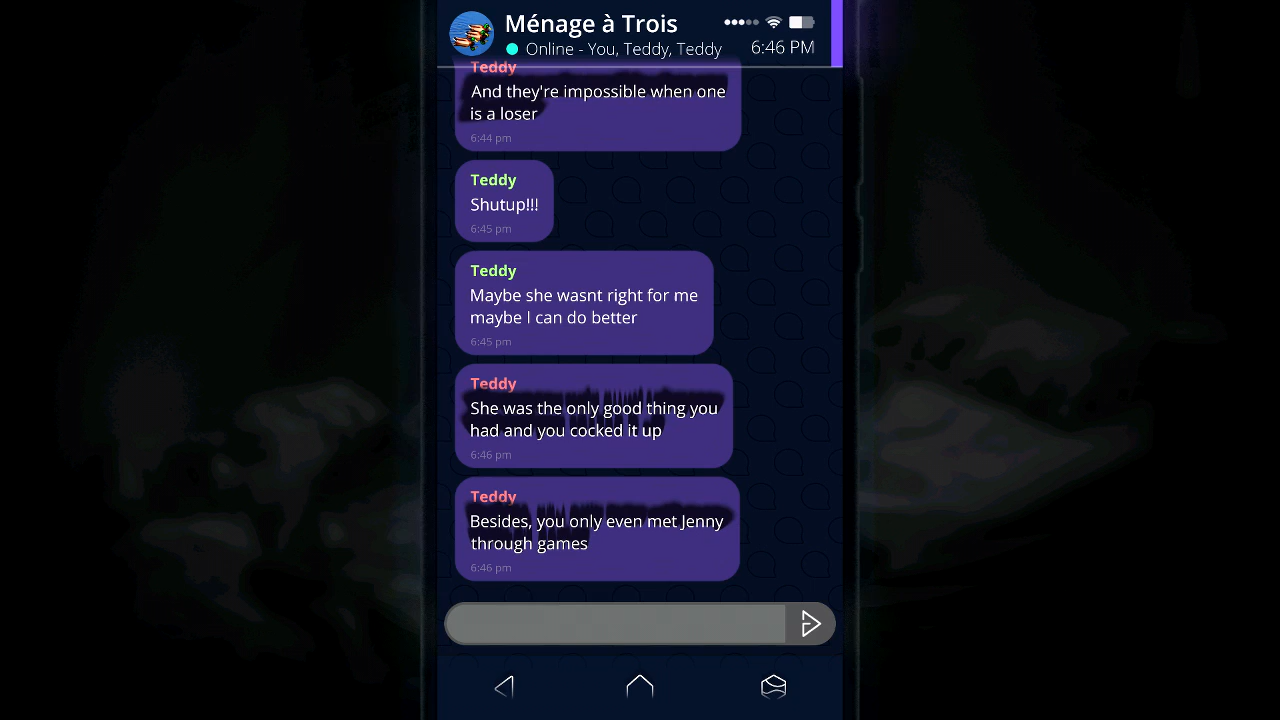 Ménage à Trois
Online - You, Teddy, Teddy
6:46 PM
Teddy
And they're impossible when one
is a loser
6:44 pm
Teddy
Shutup!!!
6:45 pm
Teddy
Maybe she wasnt right for me
maybe I can do better
6:45 pm
Teddy
She was the only good thing you
had and you cocked it up
6:46 pm
Teddy
Besides, you only even met Jenny
through games
6:46 pm